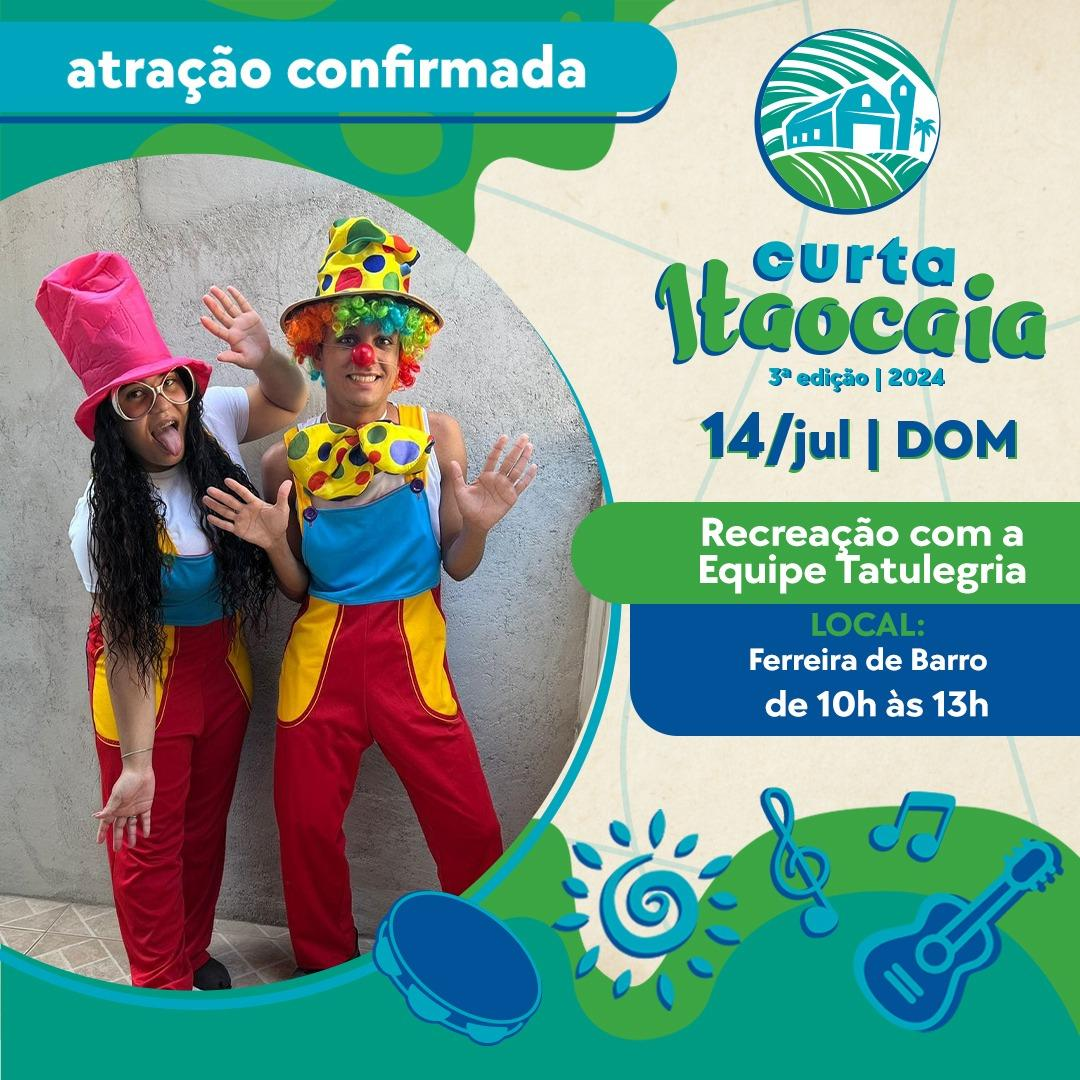 atração confirmada
curta
Itaocaia
3ª edição | 2024
14/jul | DOM
Recreação com a
Equipe Tatulegria
LOCAL:
Ferreira de Barro
de 10h às 13h